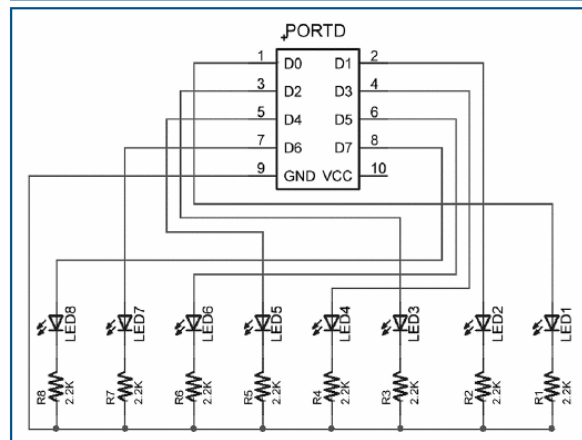 PORTD
1 D0 D1 2
3 D2 D3 4
5 D4 D5 6
7 D6 D7 8
9 GND VCC 10
LED8
LED7
LED6
LED5
LED4
LED3
LED2
LED1
R8 2.2K
R7 2.2K
R6 2.2K
R5 2.2K
R4 2.2K
R3 2.2K
R2 2.2K
R1 2.2K